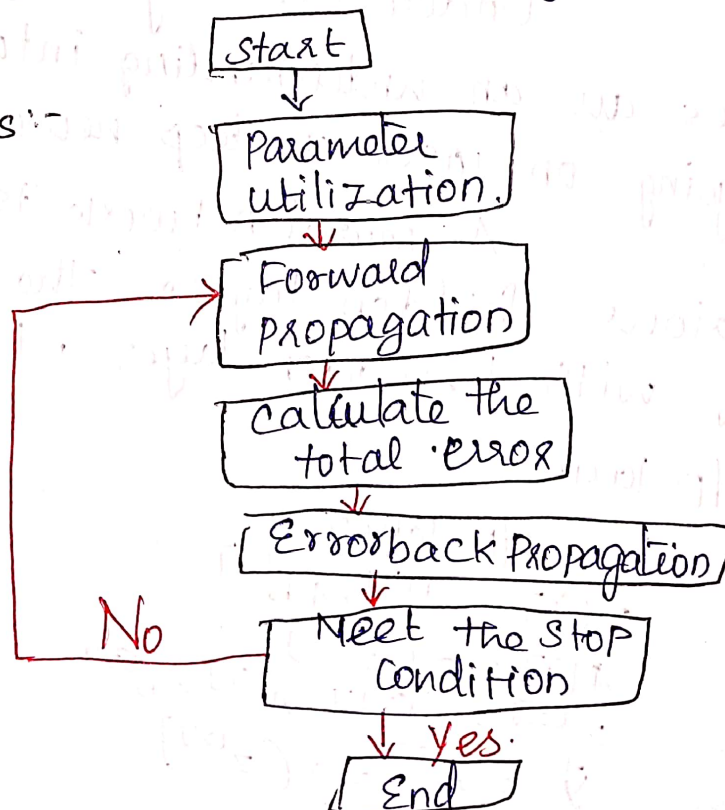 Start
s:-
Parameter
utilization.
Forward
propagation
Calculate the
total error
Errorback Propagation
No
Meet the Stop
Condition
Yes.
End